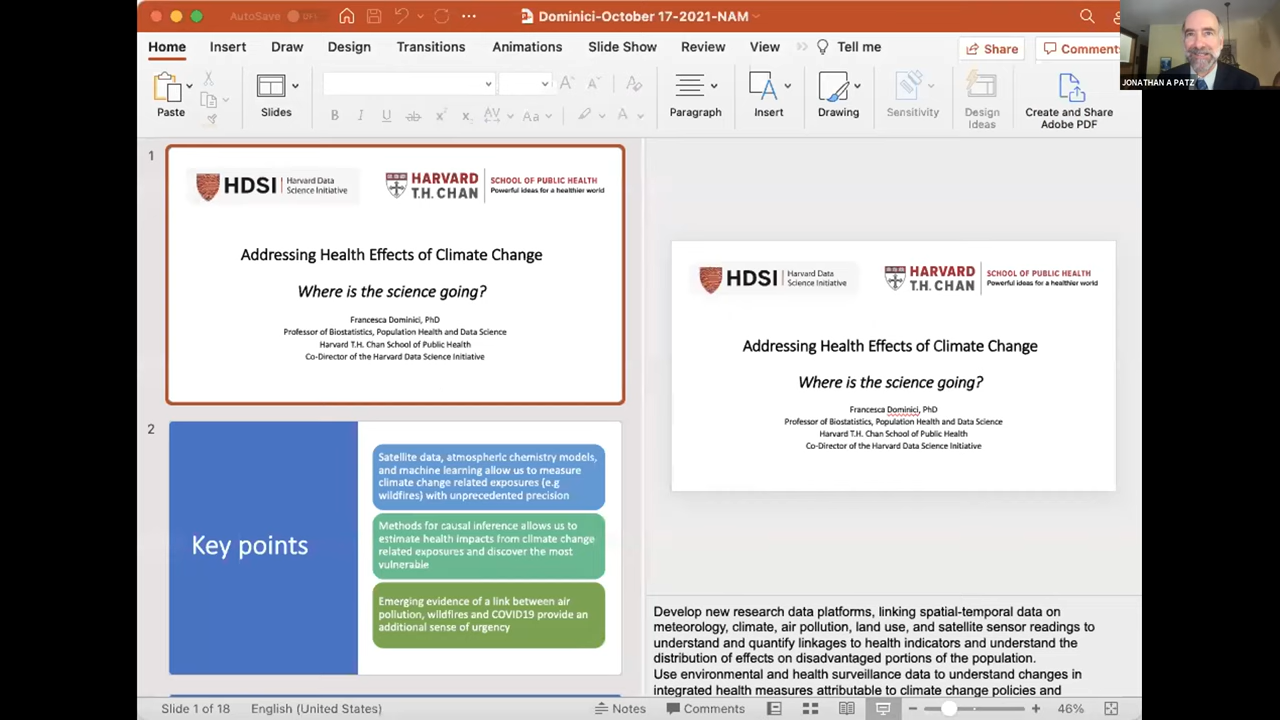 AutoSave
OFF
Dominici-October 17-2021-NAM
Home
Insert
Draw
Design
Transitions
Animations
Slide Show
Review
View
Tell me
Share
Comments
JONATHAN A PATZ
Paste
Slides
B
I
U
ab
x
x
AV
Aa
A
Paragraph
Insert
Drawing
Sensitivity
Design
Ideas
Create and Share
Adobe PDF
1
HDSI
Harvard Data
Science Initiative
HARVARD
T.H. CHAN
SCHOOL OF PUBLIC HEALTH
Powerful ideas for a healthier world
Addressing Health Effects of Climate Change
Where is the science going?
Francesca Dominici, PhD
Professor of Biostatistics, Population Health and Data Science
Harvard T.H. Chan School of Public Health
Co-Director of the Harvard Data Science Initiative
2
Key points
Satellite data, atmospheric chemistry models,
and machine learning allow us to measure
climate change related exposures (e.g
wildfires) with unprecedented precision
Methods for causal inference allows us to
estimate health impacts from climate change
related exposures and discover the most
vulnerable
Emerging evidence of a link between air
pollution, wildfires and COVID19 provide an
additional sense of urgency
HDSI
Harvard Data
Science Initiative
HARVARD
T.H. CHAN
SCHOOL OF PUBLIC HEALTH
Powerful ideas for a healthier world
Addressing Health Effects of Climate Change
Where is the science going?
Francesca Dominici, PhD
Professor of Biostatistics, Population Health and Data Science
Harvard T.H. Chan School of Public Health
Co-Director of the Harvard Data Science Initiative
Develop new research data platforms, linking spatial-temporal data on
meteorology, climate, air pollution, land use, and satellite sensor readings to
understand and quantify linkages to health indicators and understand the
distribution of effects on disadvantaged portions of the population.
Use environmental and health surveillance data to understand changes in
integrated health measures attributable to climate change policies and
Slide 1 of 18
English (United States)
Notes
Comments
46%